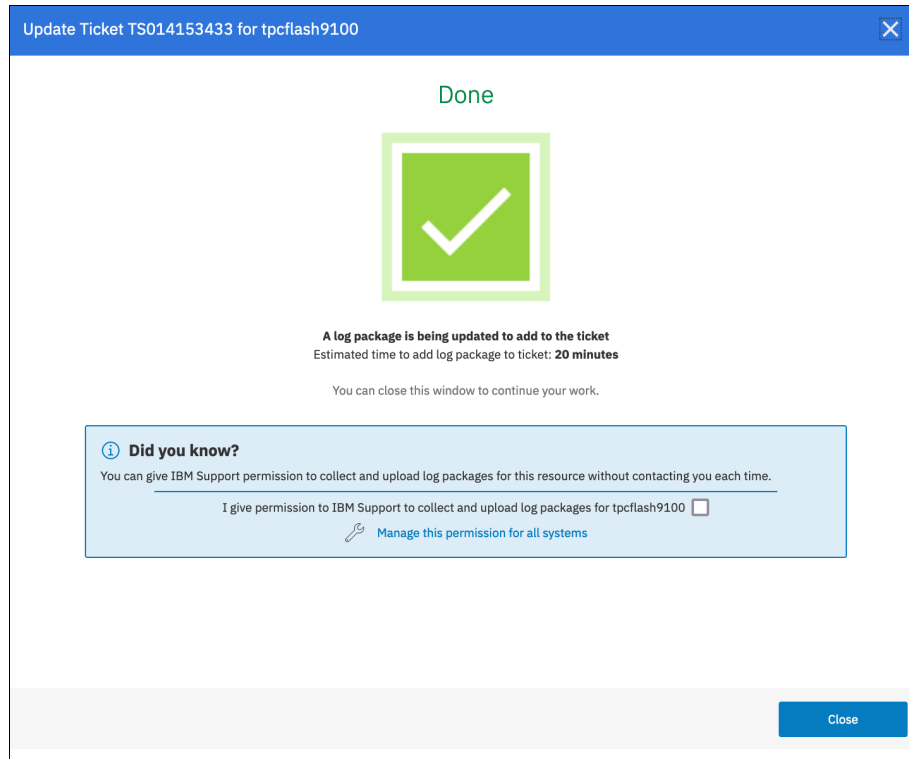 Update Ticket TS014153433 for tpcflash9100
Done
A log package is being updated to add to the ticket
Estimated time to add log package to ticket: 20 minutes
You can close this window to continue your work.
Did you know?
You can give IBM Support permission to collect and upload log packages for this resource without contacting you each time.
I give permission to IBM Support to collect and upload log packages for tpcflash9100
Manage this permission for all systems
Close